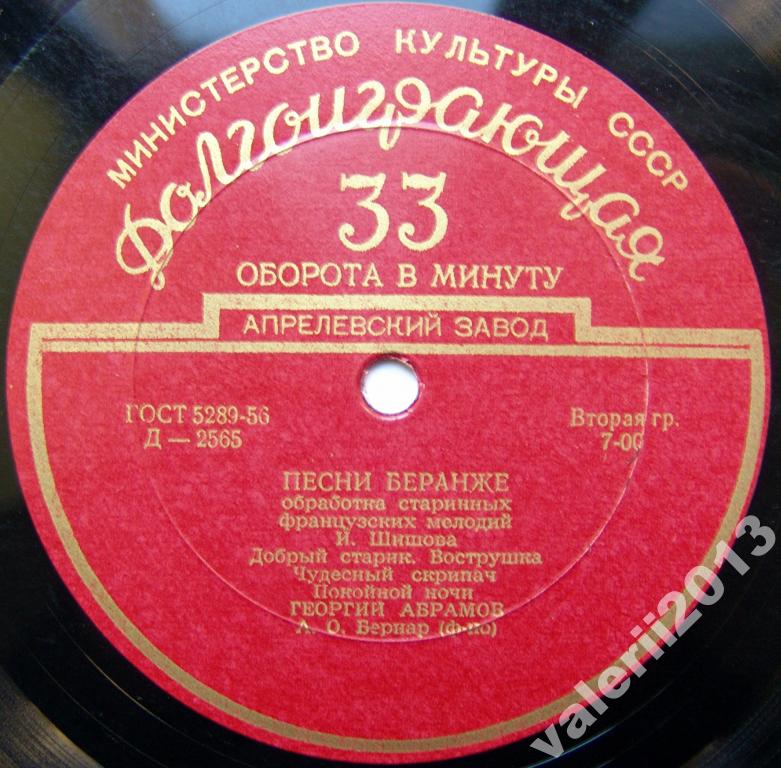 МИНИСТЕРСТВО КУЛЬТУРЫ СССР
Долгоиграющая
33
ОБОРОТА В МИНУТУ
АПРЕЛЕВСКИЙ ЗАВОД
ГОСТ 5289-56
Д — 2565
Вторая гр.
7-00
ПЕСНИ БЕРАНЖЕ
обработка старинных
французских мелодий
И. Шишова
Добрый старик. Вострушка
Чудесный скрипач
Покойной ночи
ГЕОРГИЙ АБРАМОВ
А. О. Бернар (ф-по)
valerii2013